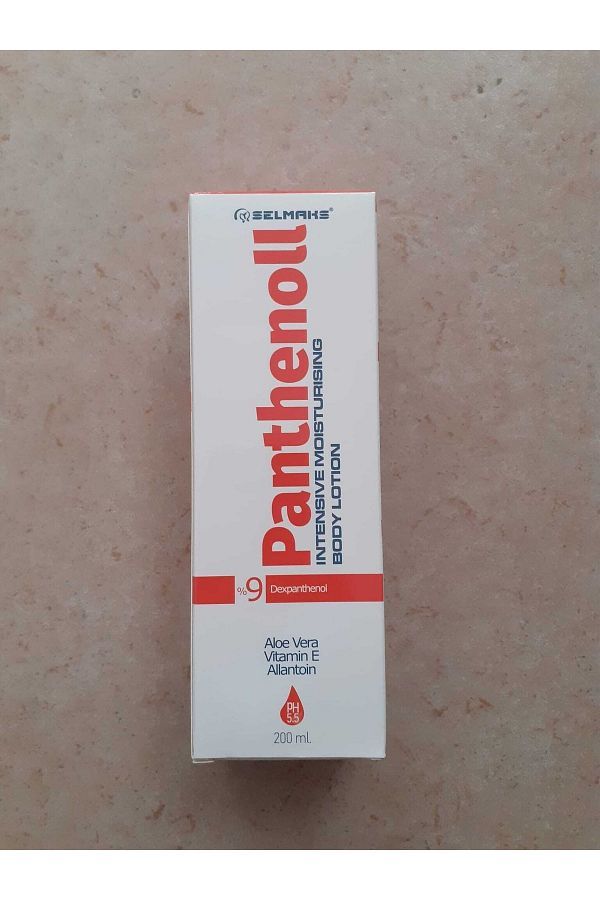 SELMAKS®
Panthenoll
INTENSIVE MOISTURISING
BODY LOTION
%9 Dexpanthenol
Aloe Vera
Vitamin E
Allantoin
PH
5.5
200 ml.